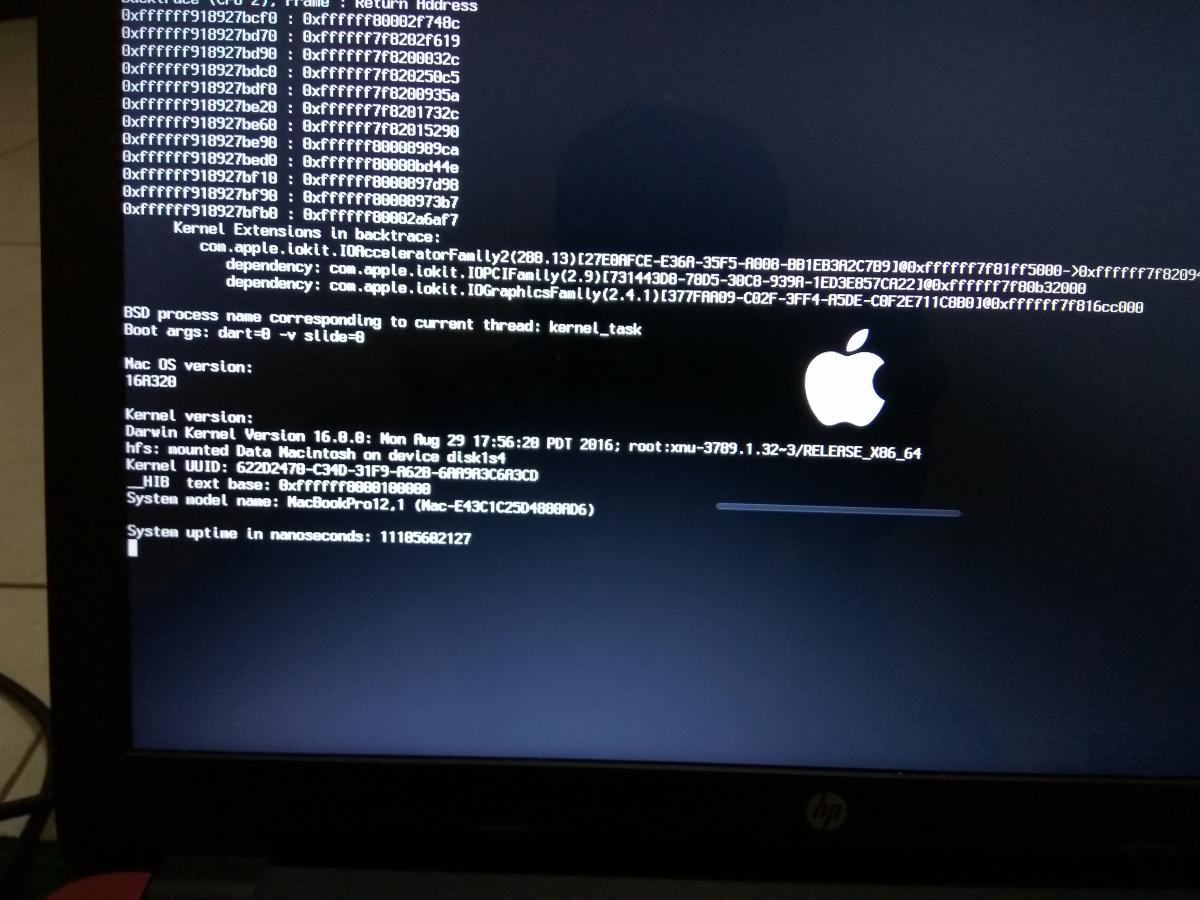 Backtrace (CPU 2), Frame : Return Address
0xffffff918927bcf0 : 0xffffff80002f748c
0xffffff918927bd70 : 0xffffff7f8202f619
0xffffff918927bd90 : 0xffffff7f8200032c
0xffffff918927bdc0 : 0xffffff7f820250c5
0xffffff918927bdf0 : 0xffffff7f8200935a
0xffffff918927be20 : 0xffffff7f8201732c
0xffffff918927be60 : 0xffffff7f82015290
0xffffff918927be90 : 0xffffff80008989ca
0xffffff918927bed0 : 0xffffff80008bd44e
0xffffff918927bf10 : 0xffffff8000897d98
0xffffff918927bf90 : 0xffffff80008973b7
0xffffff918927bfb0 : 0xffffff80002a6af7
Kernel Extensions in backtrace:
com.apple.iokit.IOAcceleratorFamily2(288.13)[27E0AFCE-E36A-35F5-A008-BB1EB3A2C7B9]@0xffffff7f81ff5000->0xffffff7f8209
dependency: com.apple.iokit.IOPCIFamily(2.9)[731443D8-78D5-30C8-939A-1ED3E857CA22]@0xffffff7f80b32000
dependency: com.apple.iokit.IOGraphicsFamily(2.4.1)[377FAA09-C02F-3FF4-A5DE-C0F2E711C8B0]@0xffffff7f816cc000
BSD process name corresponding to current thread: kernel_task
Boot args: dart=0 -v slide=0
Mac OS version:
16A320
Kernel version:
Darwin Kernel Version 16.0.0: Mon Aug 29 17:56:20 PDT 2016; root:xnu-3789.1.32~3/RELEASE_X86_64
hfs: mounted Data Macintosh on device disk1s4
Kernel UUID: 622D2470-C34D-31F9-A62B-6AA9A3C6A3CD
__HIB text base: 0xffffff8000100000
System model name: MacBookPro12,1 (Mac-E43C1C25D4880AD6)
System uptime in nanoseconds: 11105602127
hp